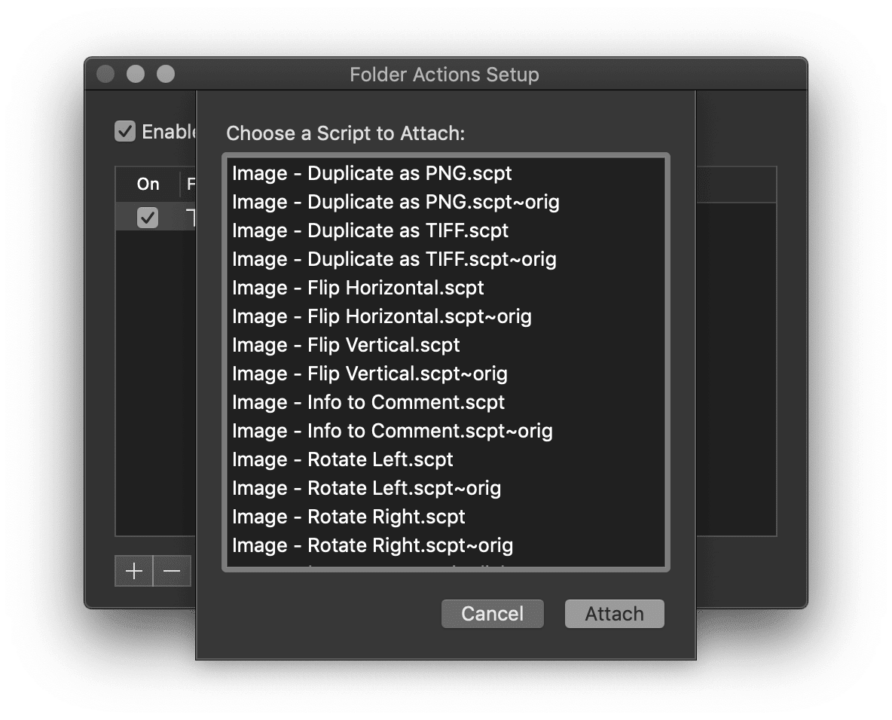 Folder Actions Setup
Choose a Script to Attach:
On
Image - Duplicate as PNG.scpt
Image - Duplicate as PNG.scpt~orig
Image - Duplicate as TIFF.scpt
Image - Duplicate as TIFF.scpt~orig
Image - Flip Horizontal.scpt
Image - Flip Horizontal.scpt~orig
Image - Flip Vertical.scpt
Image - Flip Vertical.scpt~orig
Image - Info to Comment.scpt
Image - Info to Comment.scpt~orig
Image - Rotate Left.scpt
Image - Rotate Left.scpt~orig
Image - Rotate Right.scpt
Image - Rotate Right.scpt~orig
Cancel
Attach